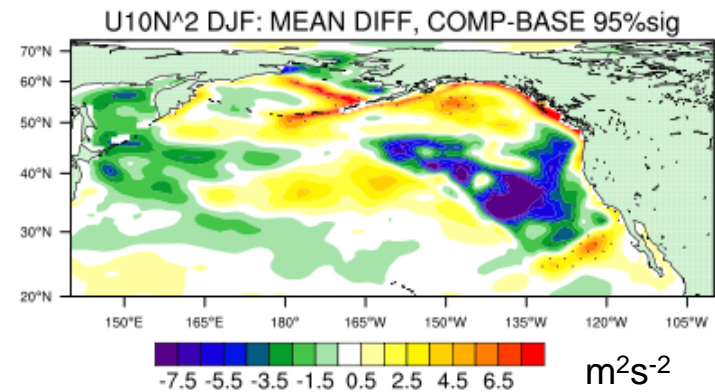 U10N^2 DJF: MEAN DIFF, COMP-BASE 95%sig
70°N
60°N
50°N
40°N
30°N
20°N
150°E 165°E 180° 165°W 150°W 135°W 120°W 105°W
-7.5 -5.5 -3.5 -1.5 0.5 2.5 4.5 6.5
m²s⁻²